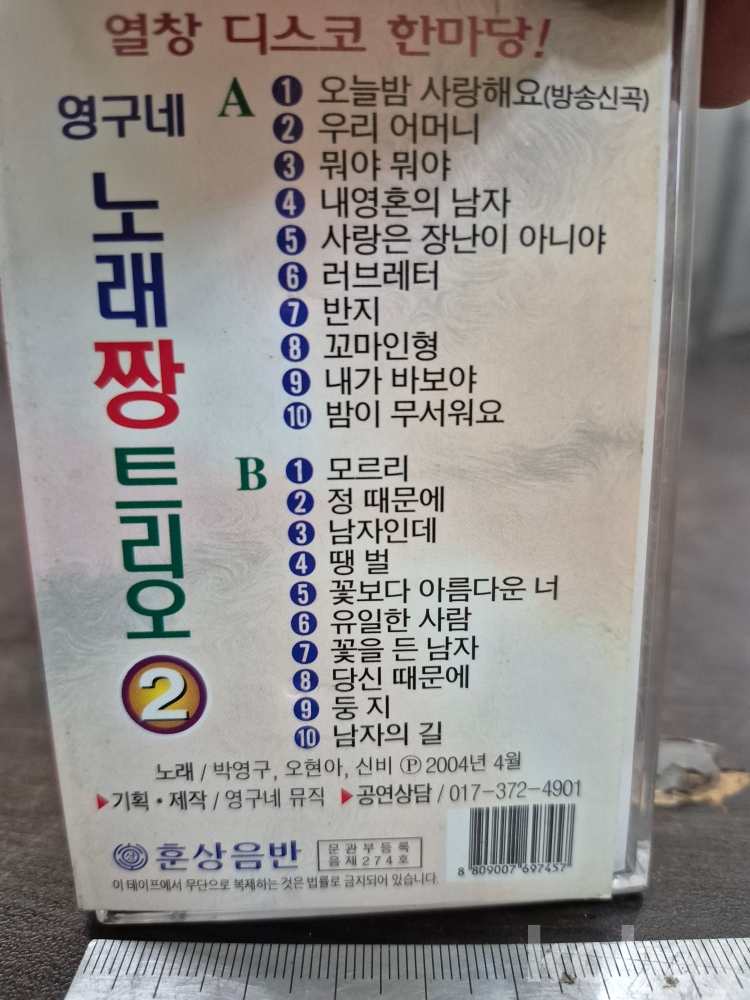 열창 디스코 한마당!
영구네
노래짱 트리오
2
A
1 오늘밤 사랑해요(방송신곡)
2 우리 어머니
3 뭐야 뭐야
4 내영혼의 남자
5 사랑은 장난이 아니야
6 러브레터
7 반지
8 꼬마인형
9 내가 바보야
10 밤이 무서워요
B
1 모르리
2 정 때문에
3 남자인데
4 땡 벌
5 꽃보다 아름다운 너
6 유일한 사람
7 꽃을 든 남자
8 당신 때문에
9 둥 지
10 남자의 길
노래 / 박영구, 오현아, 신비 Ⓟ 2004년 4월
▶기획·제작 / 영구네 뮤직 ▶공연상담 / 017-372-4901
훈상음반
문관부등록
음제274호
8 809007 697457
이 테이프에서 무단으로 복제하는 것은 법률로 금지되어 있습니다.